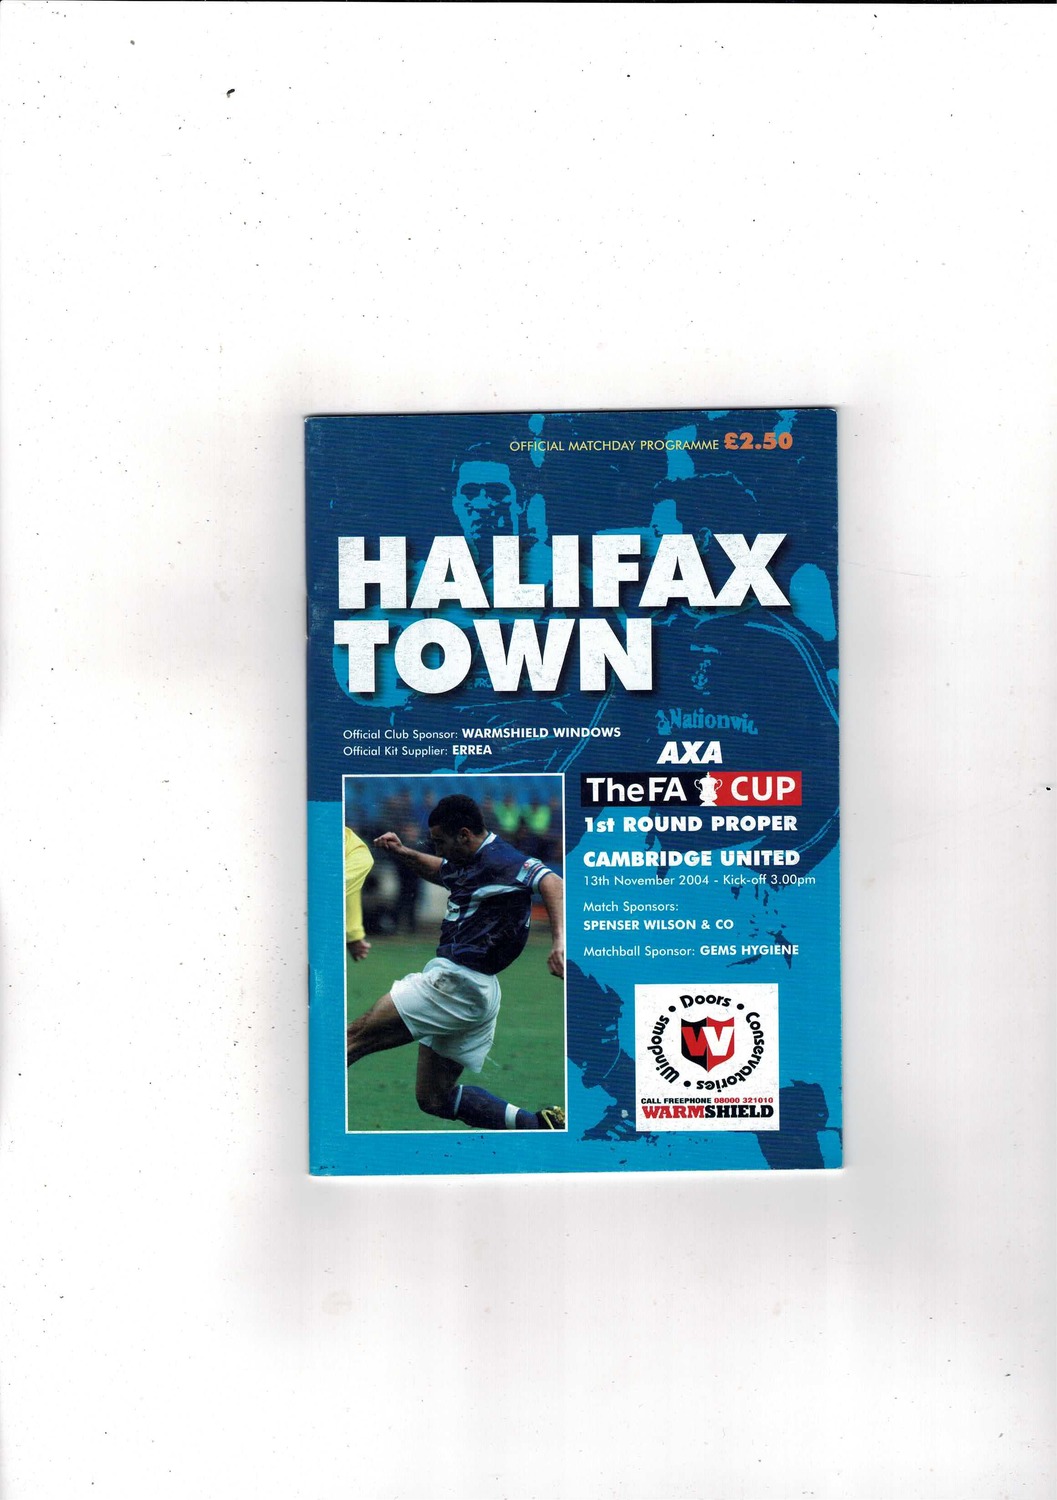 OFFICIAL MATCHDAY PROGRAMME £2.50
HALIFAX
TOWN
Official Club Sponsor: WARMSHIELD WINDOWS
Official Kit Supplier: ERREA
Nationwi
AXA
The FA CUP
1st ROUND PROPER
CAMBRIDGE UNITED
13th November 2004 - Kick-off 3.00pm
Match Sponsors:
SPENSER WILSON & CO
Matchball Sponsor: GEMS HYGIENE
Windows • Doors • Conservatories •
W
CALL FREEPHONE 08000 321010
WARMSHIELD